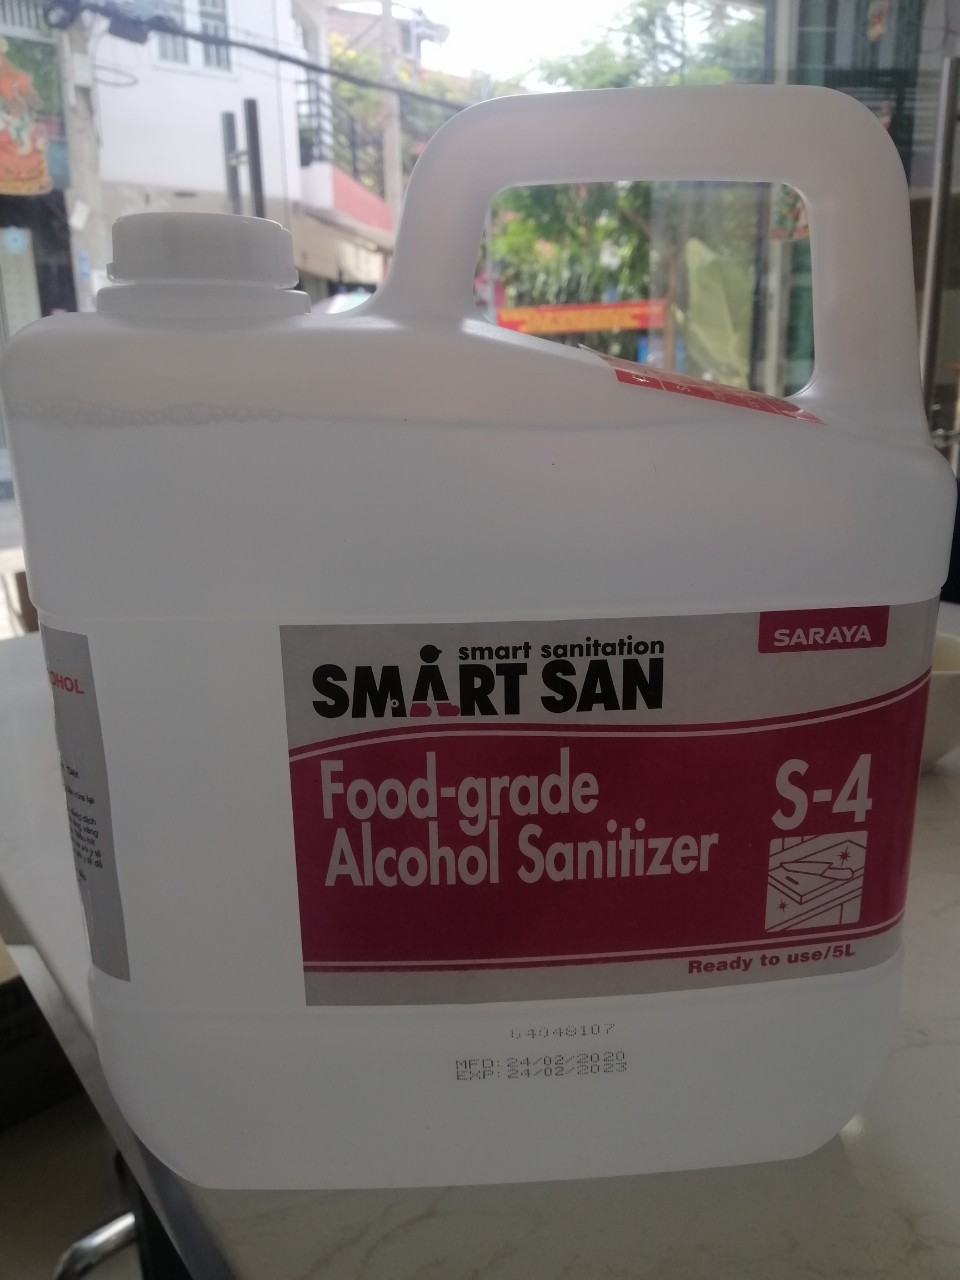 SARAYA
smart sanitation
SMART SAN
Food-grade
Alcohol Sanitizer
S-4
Ready to use/5L
MFD: 24/02/2020
EXP: 24/02/2023